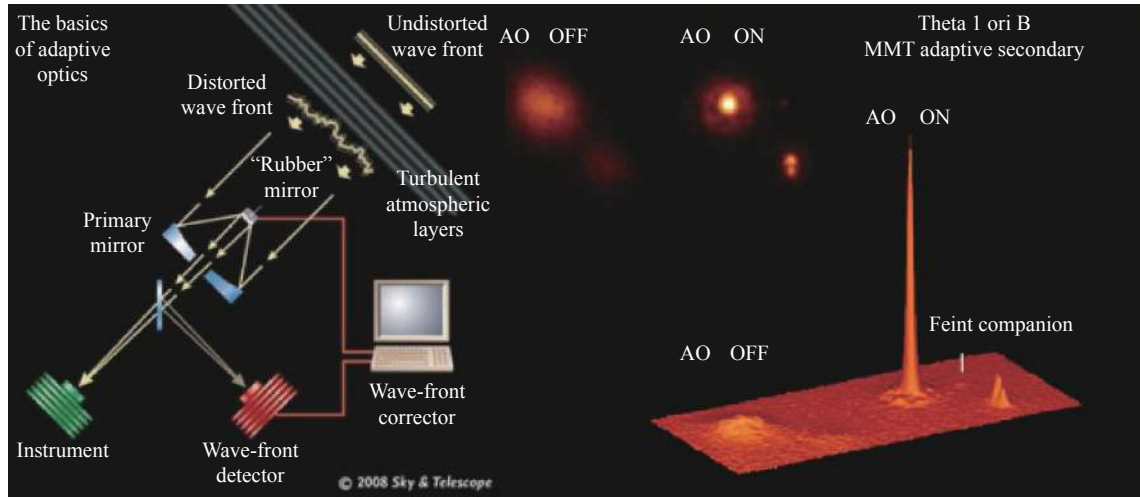 The basics
of adaptive
optics
Undistorted
wave front
Distorted
wave front
“Rubber”
mirror
Turbulent
atmospheric
layers
Primary
mirror
Instrument
Wave-front
detector
Wave-front
corrector
© 2008 Sky & Telescope
AO OFF
AO ON
Theta 1 ori B
MMT adaptive secondary
AO ON
Feint companion
AO OFF